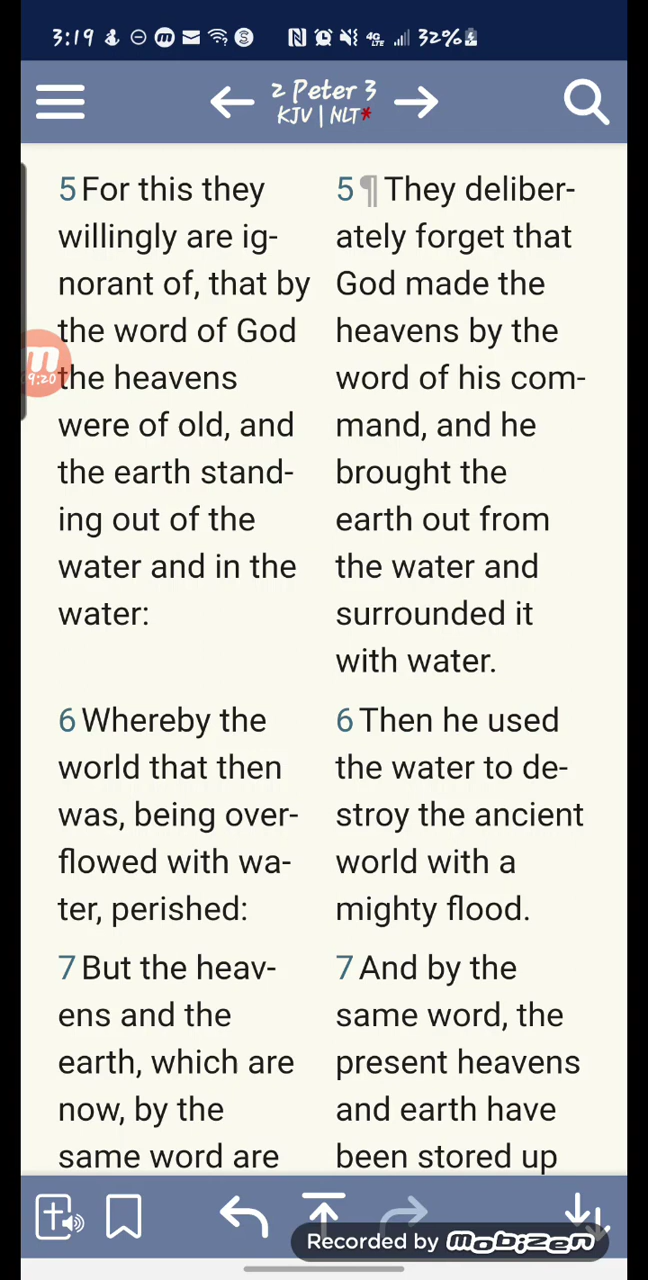 3:19 32%
2 Peter 3
KJV | NLT*
5 For this they
willingly are ig-
norant of, that by
the word of God
the heavens
were of old, and
the earth stand-
ing out of the
water and in the
water:
6 Whereby the
world that then
was, being over-
flowed with wa-
ter, perished:
7 But the heav-
ens and the
earth, which are
now, by the
same word are
5 ¶ They deliber-
ately forget that
God made the
heavens by the
word of his com-
mand, and he
brought the
earth out from
the water and
surrounded it
with water.
6 Then he used
the water to de-
stroy the ancient
world with a
mighty flood.
7 And by the
same word, the
present heavens
and earth have
been stored up
Recorded by mobizen